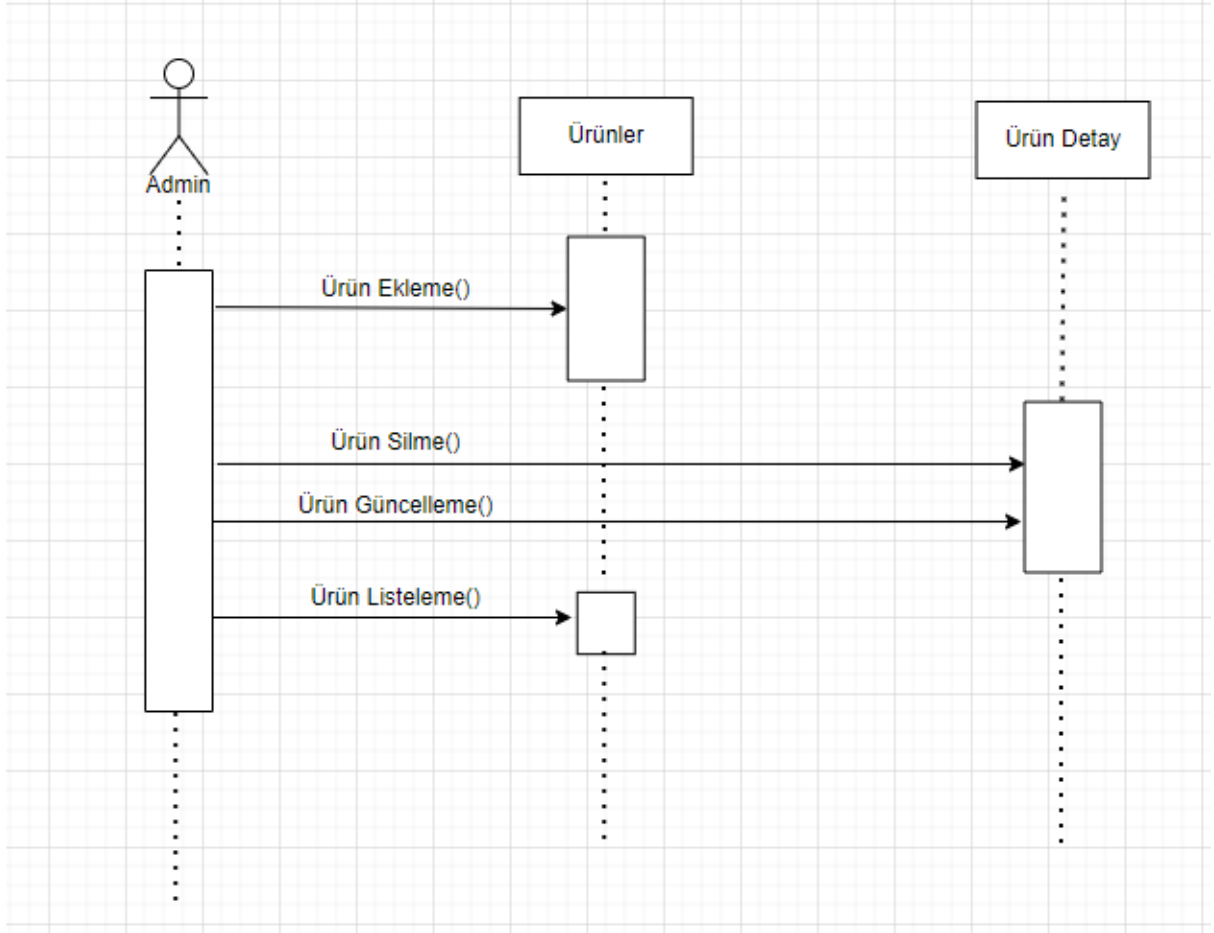 Admin
Ürünler
Ürün Detay
Ürün Ekleme()
Ürün Silme()
Ürün Güncelleme()
Ürün Listeleme()